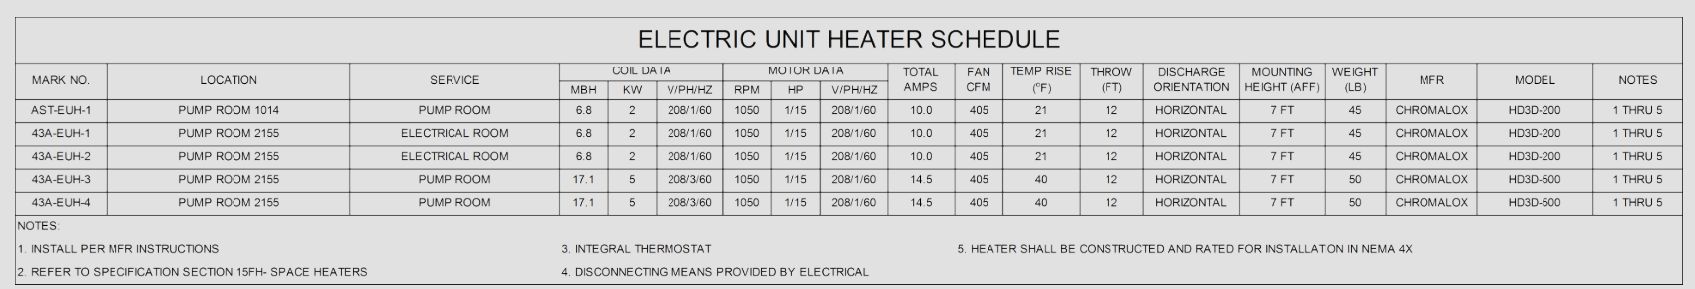 ELECTRIC UNIT HEATER SCHEDULE
MARK NO. LOCATION SERVICE COIL DATA MOTOR DATA TOTAL AMPS FAN CFM TEMP RISE (°F) THROW (FT) DISCHARGE ORIENTATION MOUNTING HEIGHT (AFF) WEIGHT (LB) MFR MODEL NOTES
MBH KW V/PH/HZ RPM HP V/PH/HZ
AST-EUH-1 PUMP ROOM 1014 PUMP ROOM 6.8 2 208/1/60 1050 1/15 208/1/60 10.0 405 21 12 HORIZONTAL 7 FT 45 CHROMALOX HD3D-200 1 THRU 5
43A-EUH-1 PUMP ROOM 2155 ELECTRICAL ROOM 6.8 2 208/1/60 1050 1/15 208/1/60 10.0 405 21 12 HORIZONTAL 7 FT 45 CHROMALOX HD3D-200 1 THRU 5
43A-EUH-2 PUMP ROOM 2155 ELECTRICAL ROOM 6.8 2 208/1/60 1050 1/15 208/1/60 10.0 405 21 12 HORIZONTAL 7 FT 45 CHROMALOX HD3D-200 1 THRU 5
43A-EUH-3 PUMP ROOM 2155 PUMP ROOM 17.1 5 208/3/60 1050 1/15 208/1/60 14.5 405 40 12 HORIZONTAL 7 FT 50 CHROMALOX HD3D-500 1 THRU 5
43A-EUH-4 PUMP ROOM 2155 PUMP ROOM 17.1 5 208/3/60 1050 1/15 208/1/60 14.5 405 40 12 HORIZONTAL 7 FT 50 CHROMALOX HD3D-500 1 THRU 5
NOTES:
1. INSTALL PER MFR INSTRUCTIONS
2. REFER TO SPECIFICATION SECTION 15FH- SPACE HEATERS
3. INTEGRAL THERMOSTAT
4. DISCONNECTING MEANS PROVIDED BY ELECTRICAL
5. HEATER SHALL BE CONSTRUCTED AND RATED FOR INSTALLATON IN NEMA 4X